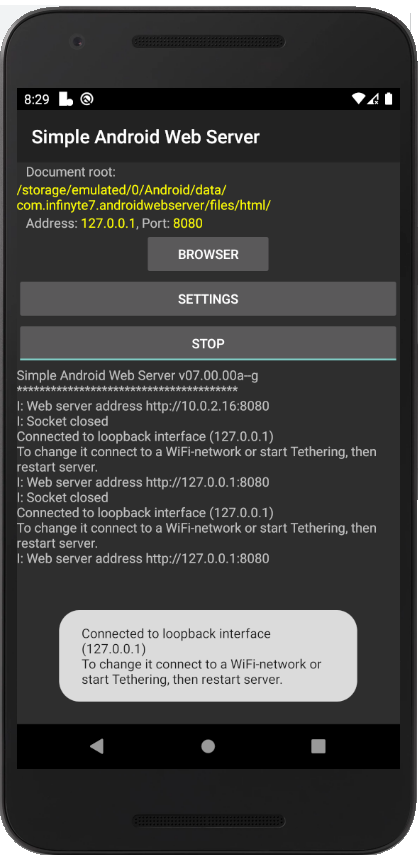 8:29
Simple Android Web Server
Document root:
/storage/emulated/0/Android/data/
com.infinyte7.androidwebserver/files/html/
Address: 127.0.0.1, Port: 8080
BROWSER
SETTINGS
STOP
Simple Android Web Server v07.00.00a--g
****************************************
I: Web server address http://10.0.2.16:8080
I: Socket closed
Connected to loopback interface (127.0.0.1)
To change it connect to a WiFi-network or start Tethering, then
restart server.
I: Web server address http://127.0.0.1:8080
I: Socket closed
Connected to loopback interface (127.0.0.1)
To change it connect to a WiFi-network or start Tethering, then
restart server.
I: Web server address http://127.0.0.1:8080
Connected to loopback interface
(127.0.0.1)
To change it connect to a WiFi-network or
start Tethering, then restart server.